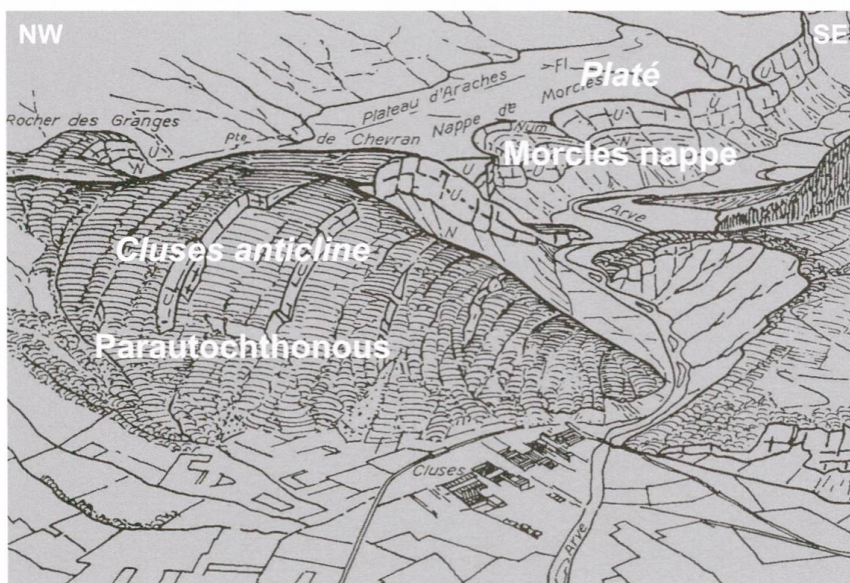 NW
SE
Platé
Fl
Plateau d'Araches
Nappe de Morcles
Rocher des Granges
Pte de Chevran
Num
Morcles nappe
U
U
U
U
U
U
N
N
N
Arve
Cluses anticline
Parautochthonous
Cluses
Arve